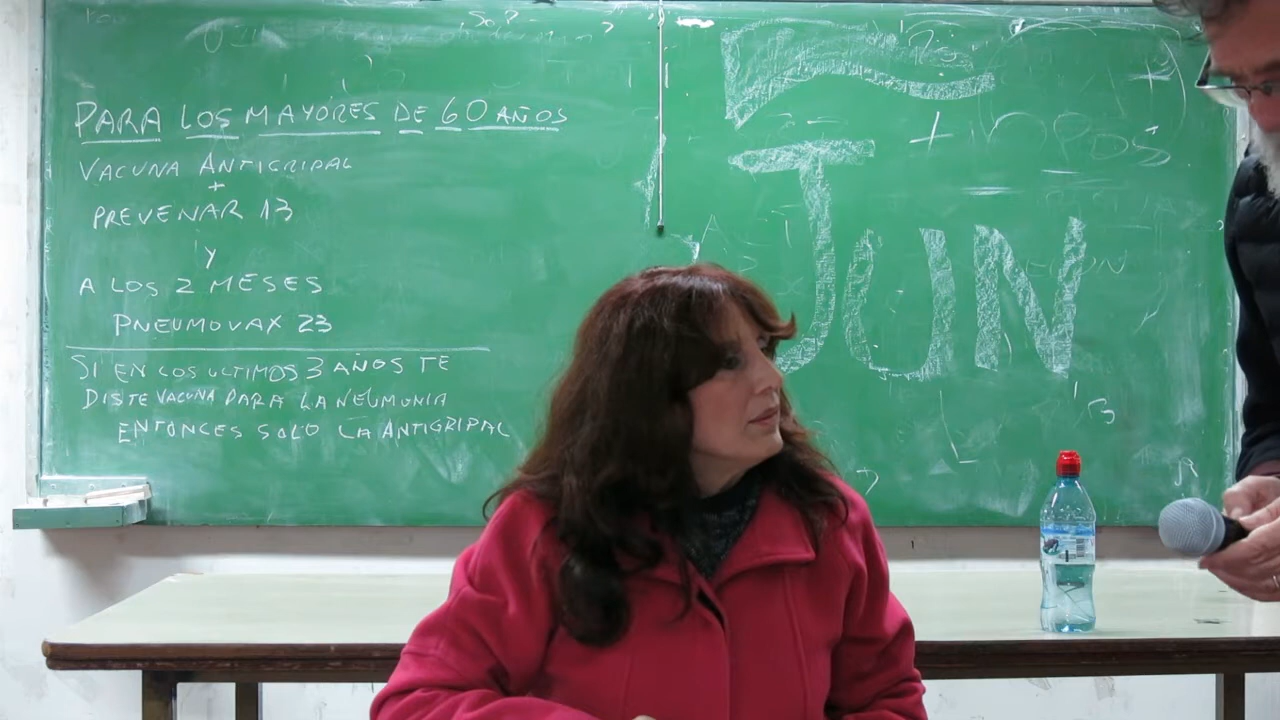 PARA LOS MAYORES DE 60 AÑOS
VACUNA ANTIGRIPAL
+
PREVENAR 13
Y
A LOS 2 MESES
PNEUMOVAX 23
SI EN LOS ULTIMOS 3 AÑOS TE
DISTE VACUNA PARA LA NEUMONIA
ENTONCES SOLO LA ANTIGRIPAL
JUN